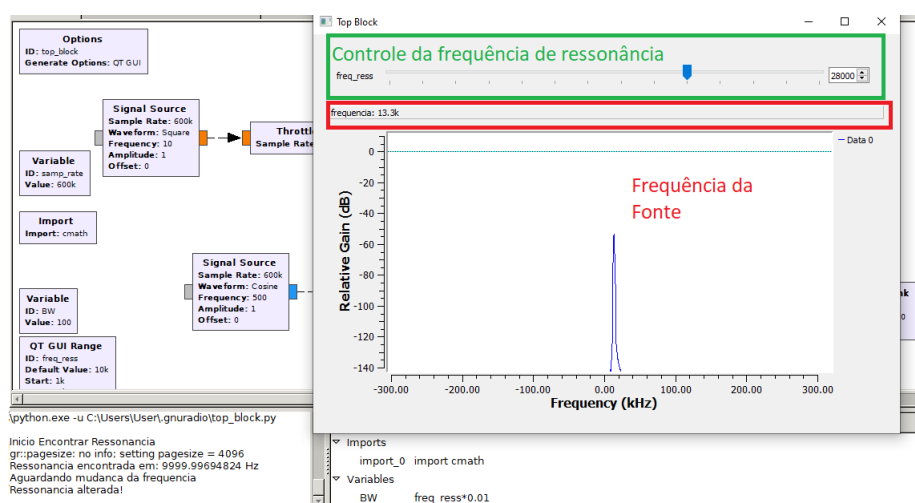 Options
ID: top_block
Generate Options: QT GUI
Signal Source
Sample Rate: 600k
Waveform: Square
Frequency: 10
Amplitude: 1
Offset: 0
Throttl
Sample Rate
Variable
ID: samp_rate
Value: 600k
Import
Import: cmath
Signal Source
Sample Rate: 600k
Waveform: Cosine
Frequency: 500
Amplitude: 1
Offset: 0
Variable
ID: BW
Value: 100
QT GUI Range
ID: freq_ress
Default Value: 10k
Start: 1k
Top Block
Controle da frequência de ressonância
freq_ress
28000
frequencia: 13.3k
Data 0
Frequência da
Fonte
Relative Gain (dB)
0
-20
-40
-60
-80
-100
-120
-140
-300.00 -200.00 -100.00 0.00 100.00 200.00 300.00
Frequency (kHz)
nk
0
\python.exe -u C:\Users\User\.gnuradio\top_block.py
Inicio Encontrar Ressonancia
gr::pagesize: no info; setting pagesize = 4096
Ressonancia encontrada em: 9999.99694824 Hz
Aguardando mudanca da frequencia
Ressonancia alterada!
Imports
import_0 import cmath
Variables
BW freq_ress*0.01